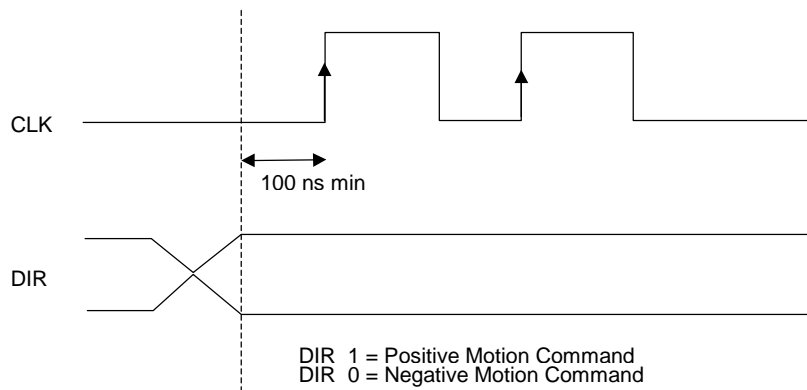 CLK
100 ns min
DIR
DIR 1 = Positive Motion Command
DIR 0 = Negative Motion Command